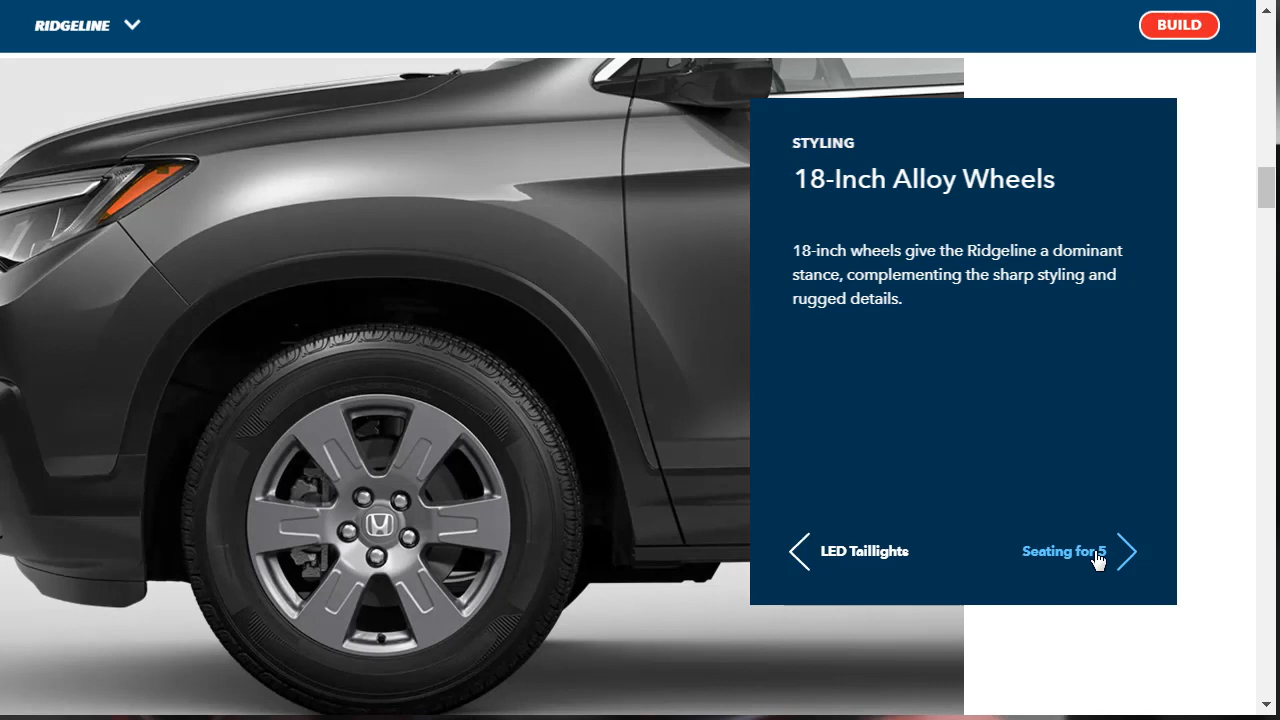 RIDGELINE
BUILD
STYLING
18-Inch Alloy Wheels
18-inch wheels give the Ridgeline a dominant
stance, complementing the sharp styling and
rugged details.
LED Taillights
Seating for 5